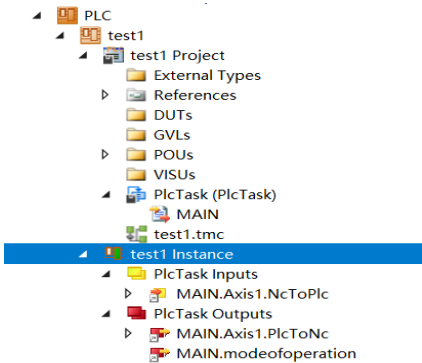 PLC
test1
test1 Project
External Types
References
DUTs
GVLs
POUs
VISUs
PlcTask (PlcTask)
MAIN
test1.tmc
test1 Instance
PlcTask Inputs
MAIN.Axis1.NcToPlc
PlcTask Outputs
MAIN.Axis1.PlcToNc
MAIN.modeofoperation